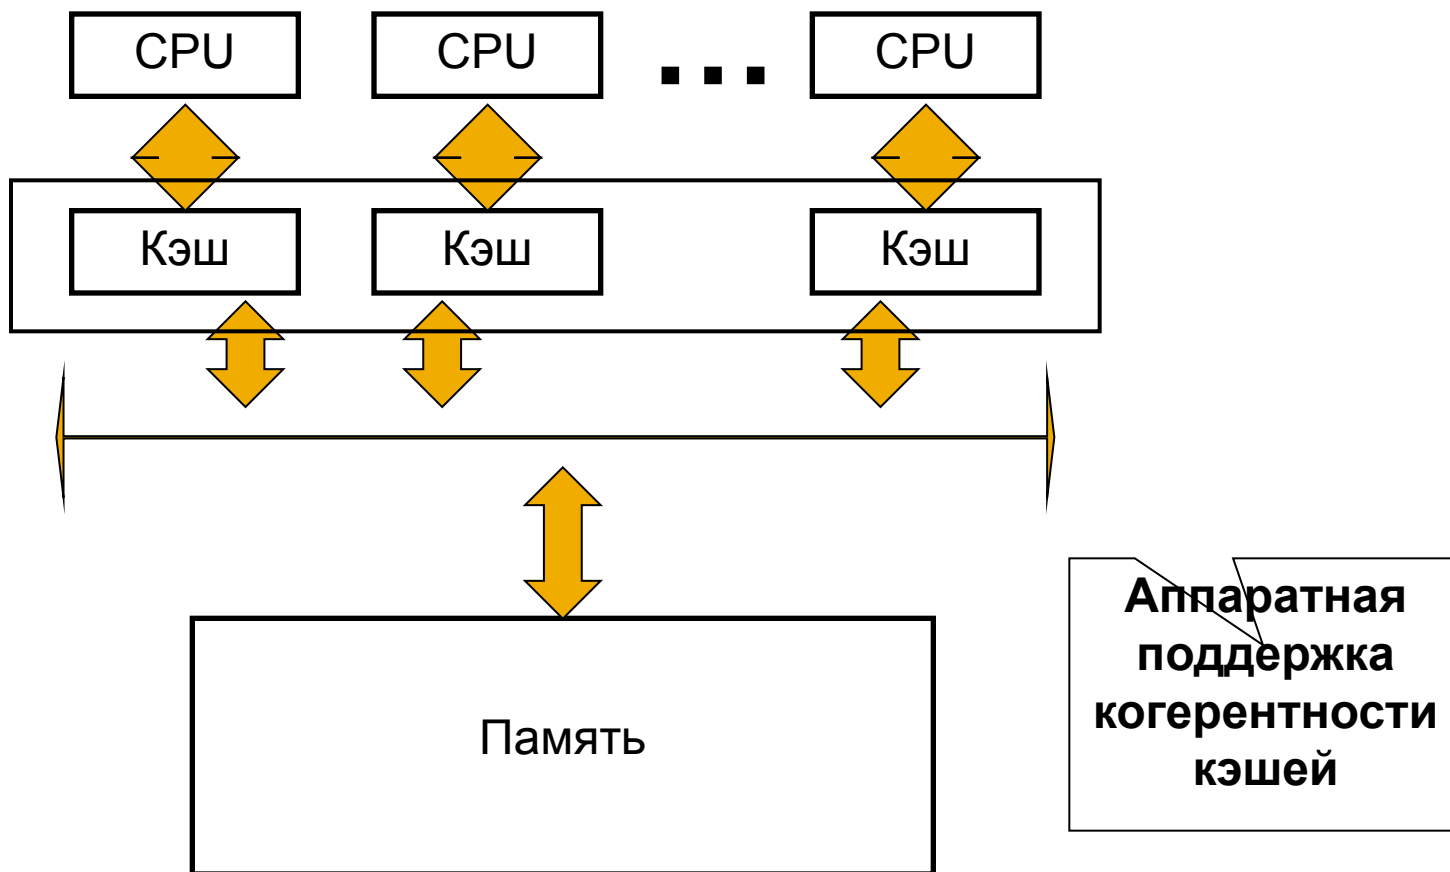 CPU
CPU
...
CPU
Кэш
Кэш
Кэш
Память
Аппаратная
поддержка
когерентности
кэшей